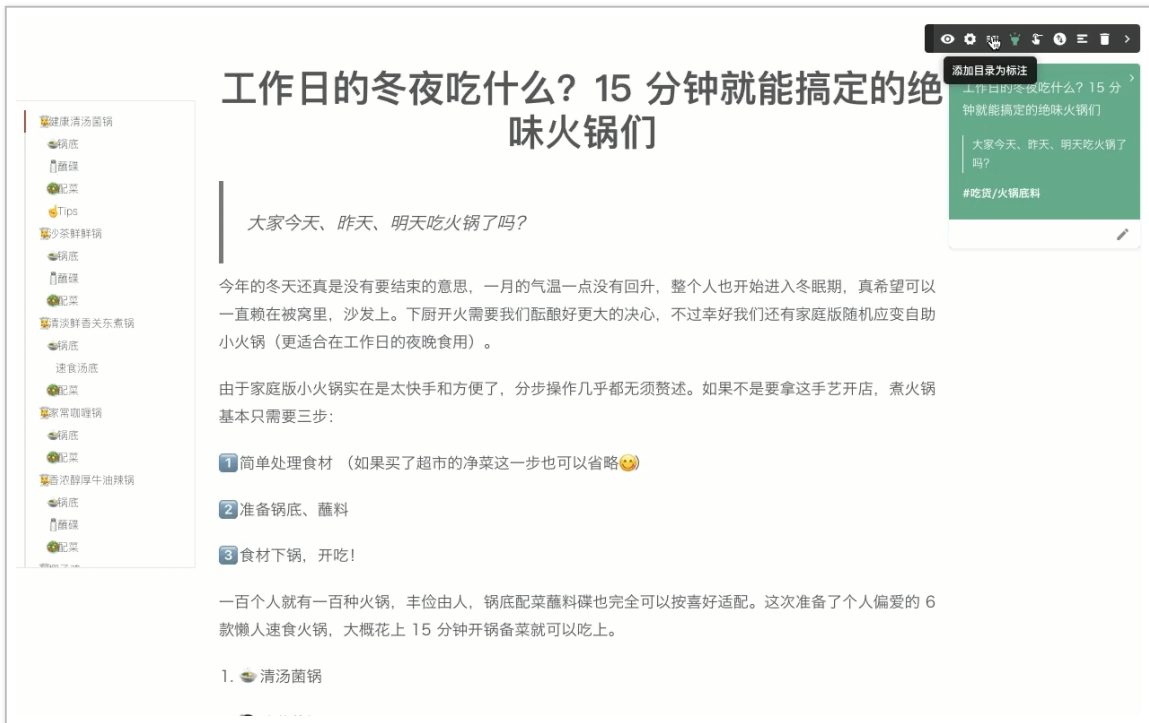 添加目录为标注
工作日的冬夜吃什么？15 分钟就能搞定的绝
味火锅们
健康清汤菌锅
锅底
蘸碟
配菜
Tips
沙茶鲜鲜锅
锅底
蘸碟
配菜
清淡鲜香关东煮锅
锅底
速食汤底
配菜
家常咖喱锅
锅底
配菜
香浓醇厚牛油辣锅
锅底
蘸碟
配菜
大家今天、昨天、明天吃火锅了吗？
今年的冬天还真是没有要结束的意思，一月的气温一点没有回升，整个人也开始进入冬眠期，真希望可以
一直赖在被窝里，沙发上。下厨开火需要我们酝酿好更大的决心，不过幸好我们还有家庭版随机应变自助
小火锅（更适合在工作日的夜晚食用）。
由于家庭版小火锅实在是太快手和方便了，分步操作几乎都无须赘述。如果不是要拿这手艺开店，煮火锅
基本只需要三步：
1️⃣简单处理食材 （如果买了超市的净菜这一步也可以省略😋）
2️⃣准备锅底、蘸料
3️⃣食材下锅，开吃！
一百个人就有一百种火锅，丰俭由人，锅底配菜蘸料碟也完全可以按喜好适配。这次准备了个人偏爱的 6
款懒人速食火锅，大概花上 15 分钟开锅备菜就可以吃上。
1. 🍲 清汤菌锅
工作日的冬夜吃什么？15 分
钟就能搞定的绝味火锅们
大家今天、昨天、明天吃火锅了
吗？
#吃货/火锅底料